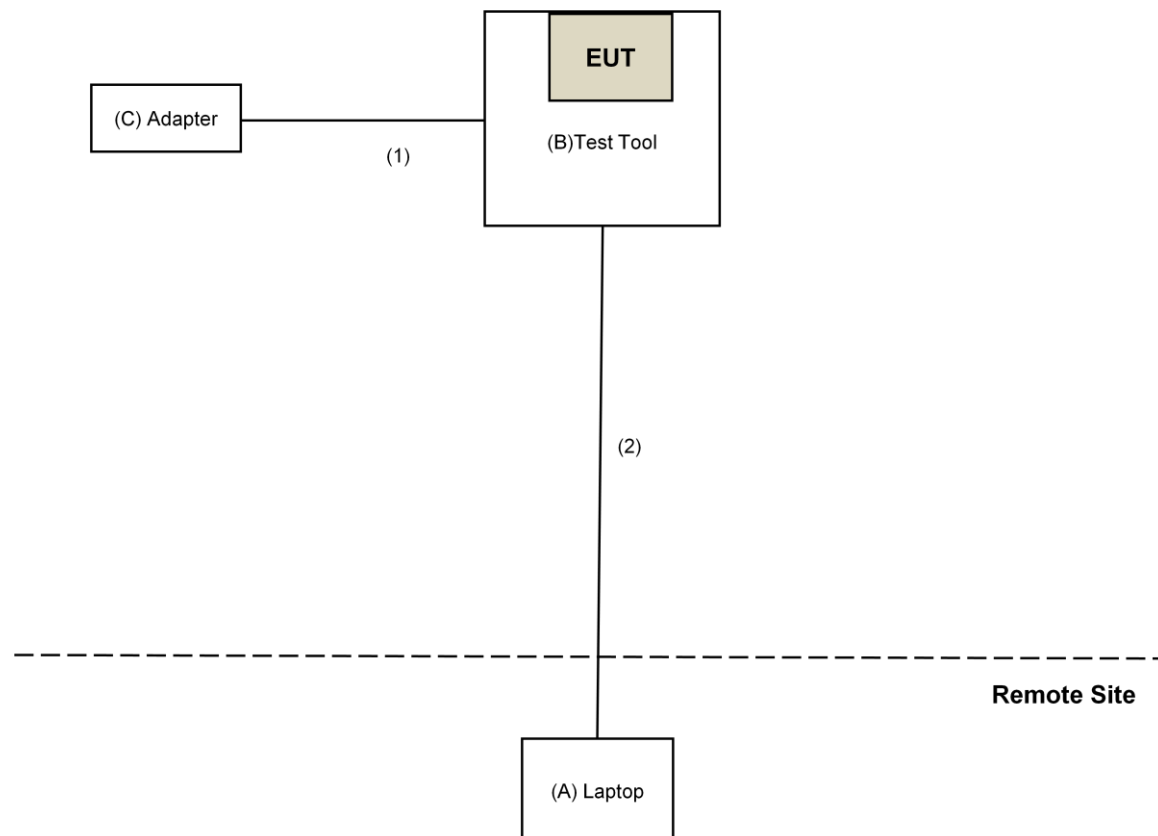 EUT
(C) Adapter
(B)Test Tool
(1)
(2)
Remote Site
(A) Laptop